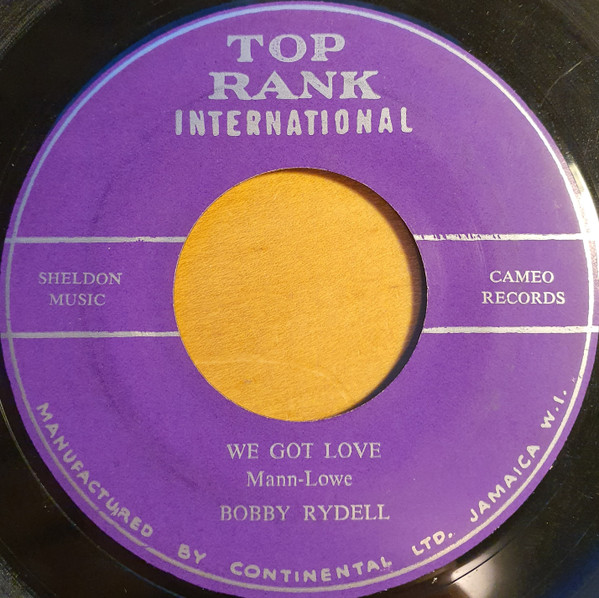 TOP
RANK
INTERNATIONAL
SHELDON
MUSIC
CAMEO
RECORDS
WE GOT LOVE
Mann-Lowe
BOBBY RYDELL
MANUFACTURED BY CONTINENTAL LTD. JAMAICA W.I.